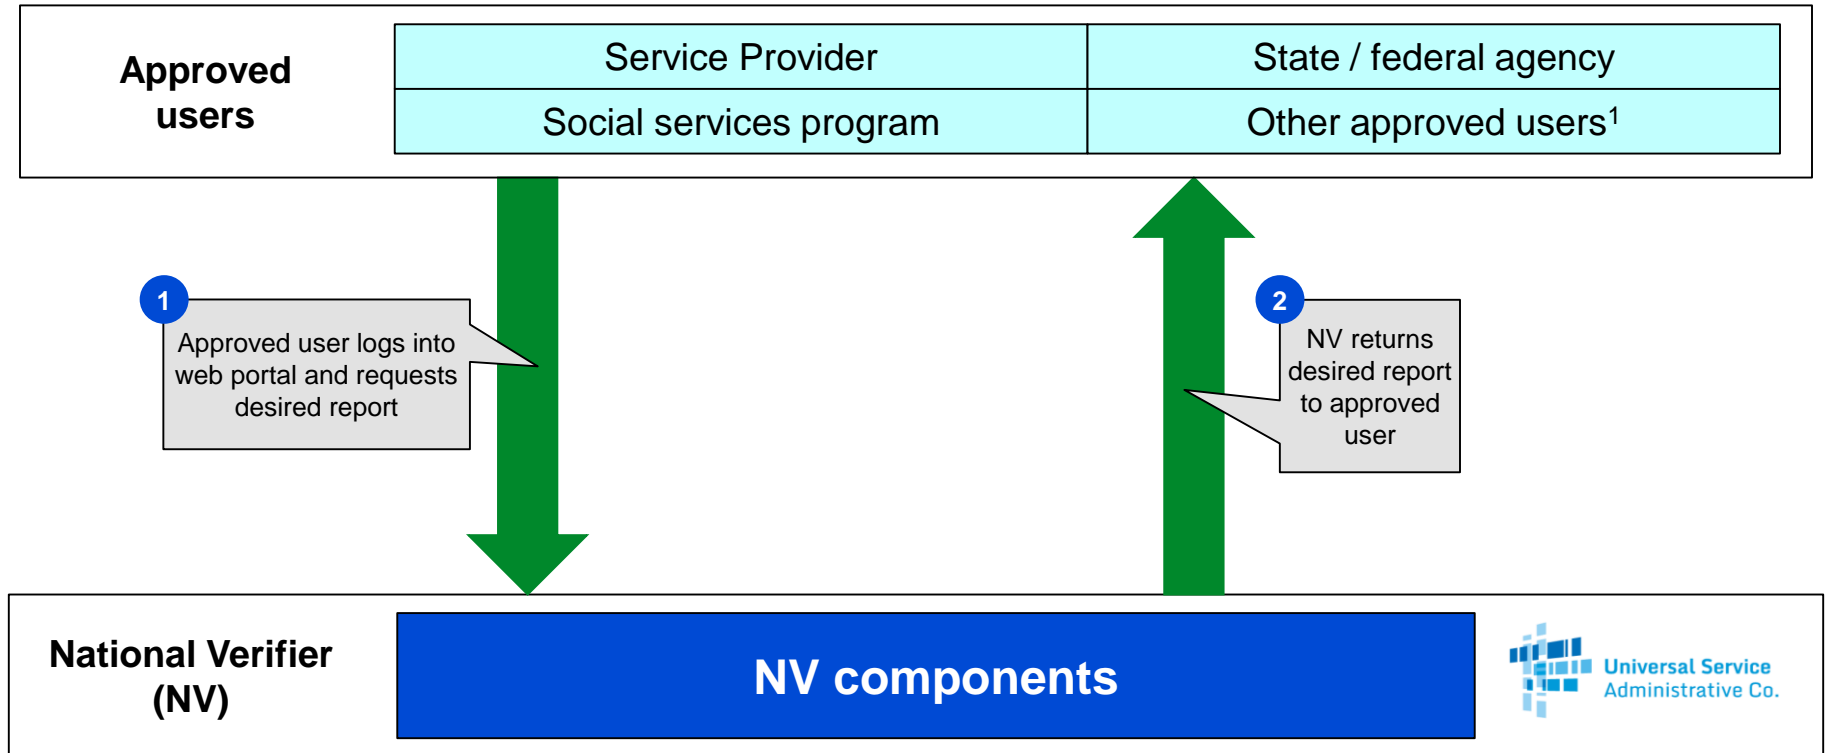 Approved
users
Service Provider
State / federal agency
Social services program
Other approved users¹
1
Approved user logs into
web portal and requests
desired report
2
NV returns
desired report
to approved
user
National Verifier
(NV)
NV components
Universal Service
Administrative Co.